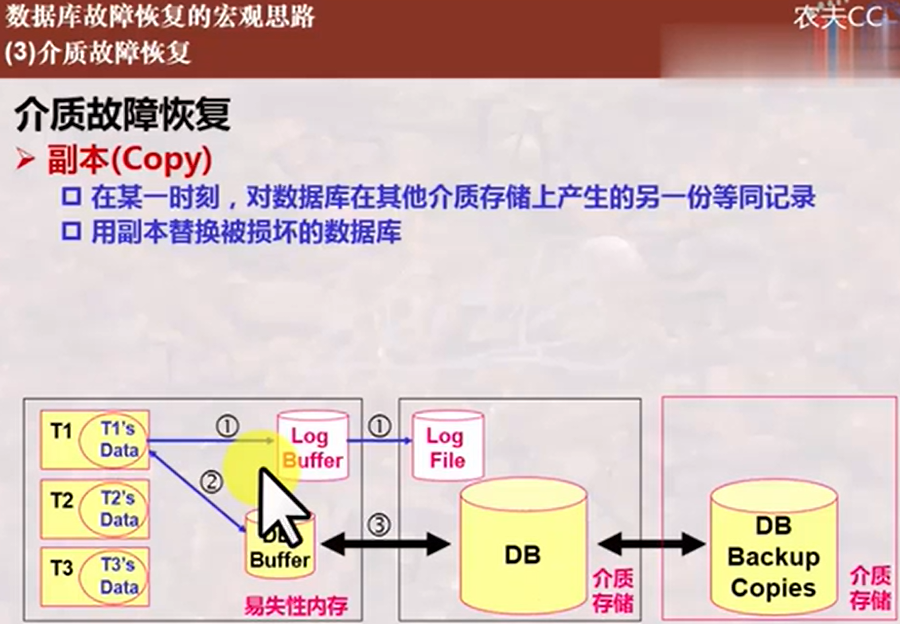 数据库故障恢复的宏观思路
农夫CC
(3)介质故障恢复
介质故障恢复
➢ 副本(Copy)
在某一时刻，对数据库在其他介质存储上产生的另一份等同记录
用副本替换被损坏的数据库
T1
T1's
Data
①
Log
Buffer
①
Log
File
T2
T2's
Data
②
DB
Buffer
③
DB
DB
Backup
Copies
T3
T3's
Data
易失性内存
介质
存储
介质
存储